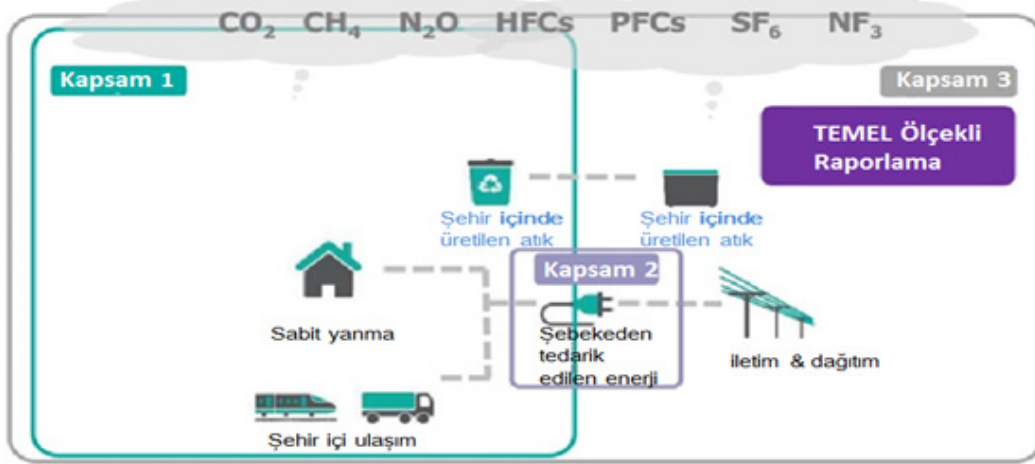 CO₂ CH₄ N₂O HFCs PFCs SF₆ NF₃
Kapsam 1
Kapsam 3
TEMEL Ölçekli
Raporlama
Şehir içinde
üretilen atık
Şehir içinde
üretilen atık
Kapsam 2
Sabit yanma
Şebekeden
tedarik
edilen enerji
iletim & dağıtım
Şehir içi ulaşım